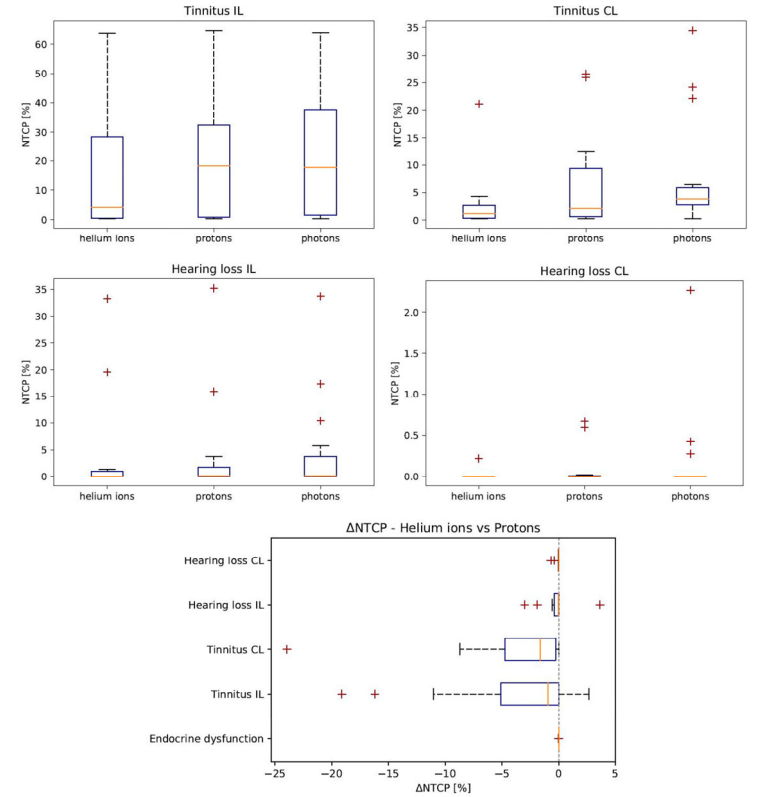 Tinnitus IL
NTCP [%]
60
50
40
30
20
10
0
helium ions protons photons
Tinnitus CL
NTCP [%]
35
30
25
20
15
10
5
0
helium ions protons photons
Hearing loss IL
NTCP [%]
35
30
25
20
15
10
5
0
helium ions protons photons
Hearing loss CL
NTCP [%]
2.0
1.5
1.0
0.5
0.0
helium ions protons photons
ΔNTCP - Helium ions vs Protons
Hearing loss CL
Hearing loss IL
Tinnitus CL
Tinnitus IL
Endocrine dysfunction
−25 −20 −15 −10 −5 0 5
ΔNTCP [%]